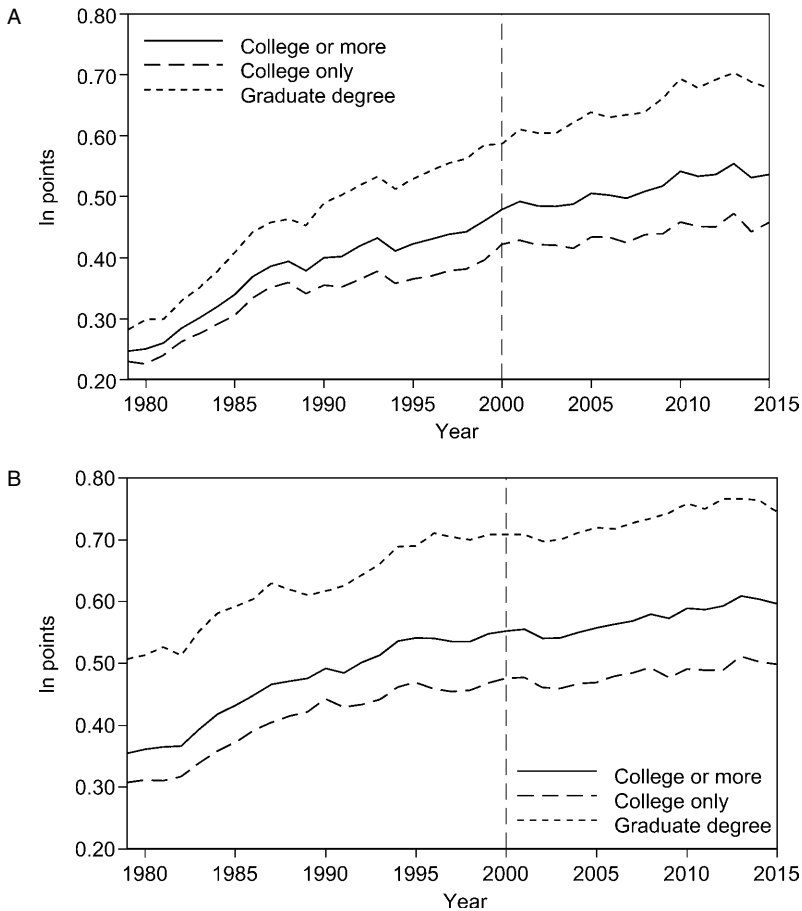 A
0.80
0.70
0.60
0.50
0.40
0.30
0.20
ln points
College or more
College only
Graduate degree
1980 1985 1990 1995 2000 2005 2010 2015
Year
B
0.80
0.70
0.60
0.50
0.40
0.30
0.20
ln points
College or more
College only
Graduate degree
1980 1985 1990 1995 2000 2005 2010 2015
Year